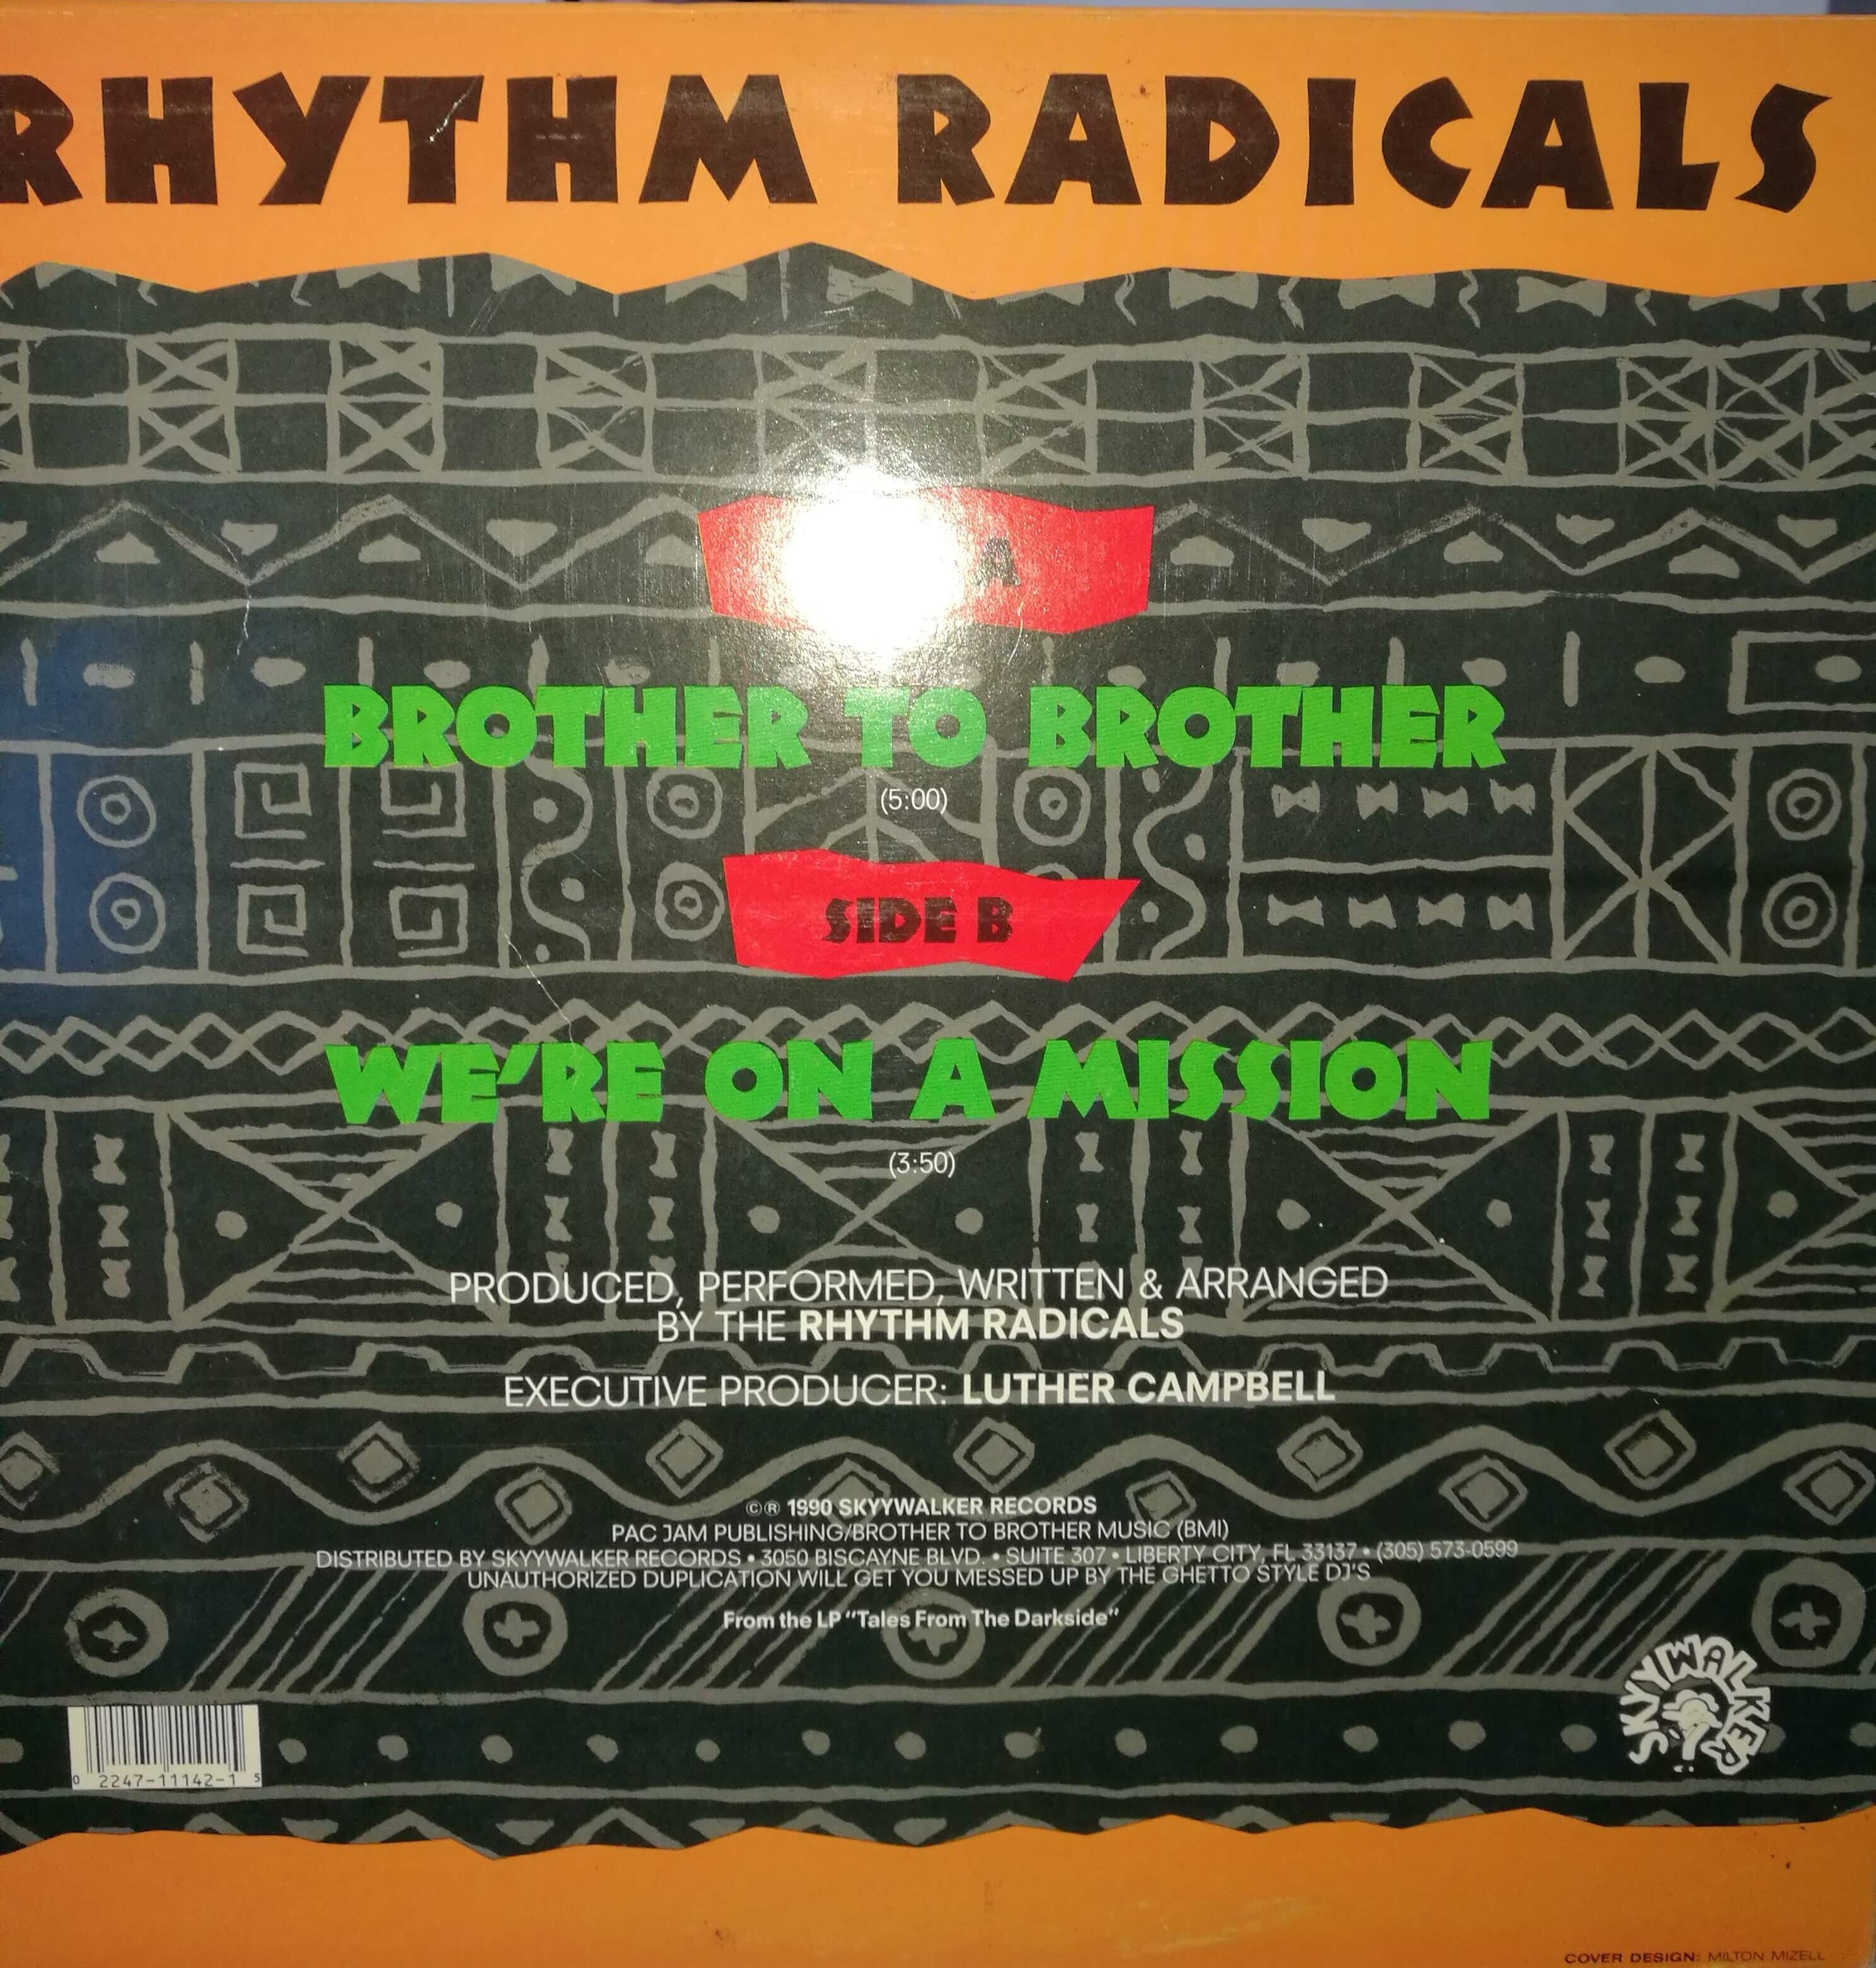 RHYTHM RADICALS
A
BROTHER TO BROTHER
(5:00)
SIDE B
WE'RE ON A MISSION
(3:50)
PRODUCED, PERFORMED, WRITTEN & ARRANGED
BY THE RHYTHM RADICALS
EXECUTIVE PRODUCER: LUTHER CAMPBELL
©® 1990 SKYYWALKER RECORDS
PAC JAM PUBLISHING/BROTHER TO BROTHER MUSIC (BMI)
DISTRIBUTED BY SKYYWALKER RECORDS • 3050 BISCAYNE BLVD. • SUITE 307 • LIBERTY CITY, FL 33137 • (305) 573-0599
UNAUTHORIZED DUPLICATION WILL GET YOU MESSED UP BY THE GHETTO STYLE DJ'S
From the LP "Tales From The Darkside"
SKYYWALKER
0 2247-11142-1 5
COVER DESIGN: MILTON MIZELL